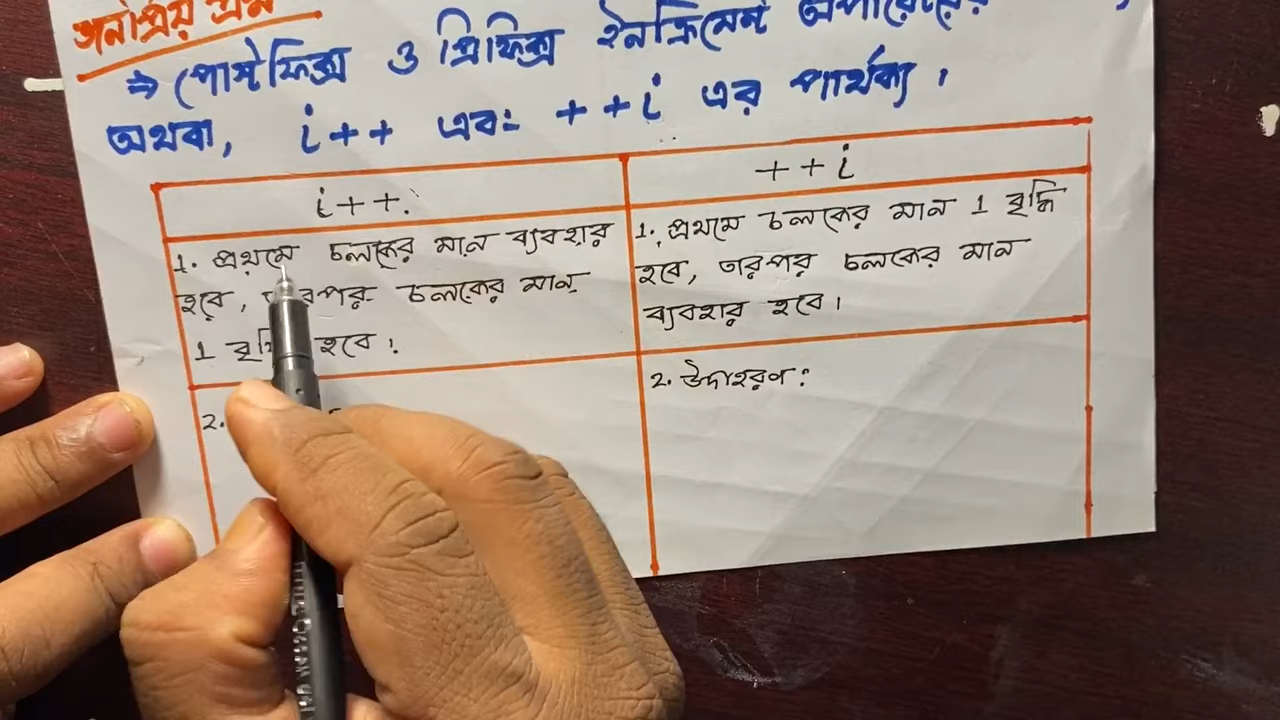 জনপ্রিয় প্রশ্ন
⇒ পোস্টফিক্স ও প্রিফিক্স ইনক্রিমেন্ট অপারেটরের
অথবা, i++ এবং ++i এর পার্থক্য।
i++.
++i
1. প্রথমে চলকের মান ব্যবহার
হবে, চলকের মান
1 হবে।
1. প্রথমে চলকের মান 1 বৃদ্ধি
হবে, তারপর চলকের মান
ব্যবহার হবে।
2.
2. উদাহরণ: